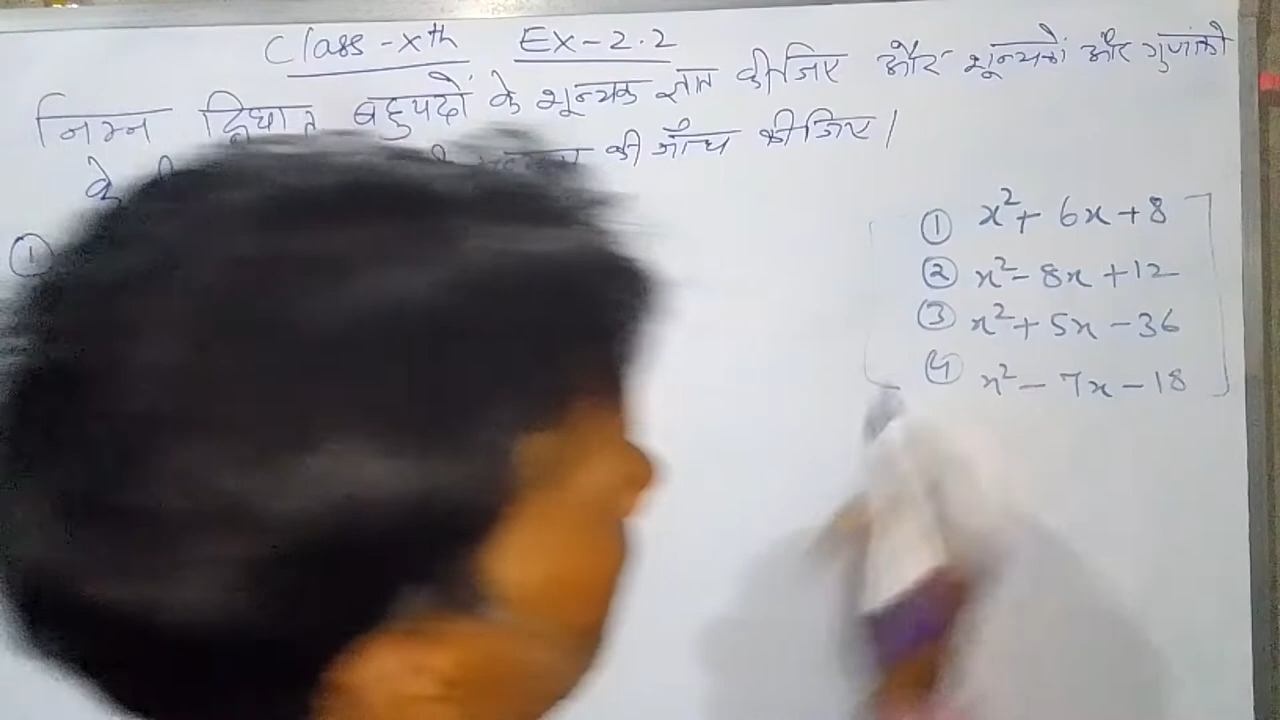 Class-xth Ex-2.2
निम्न द्विघात बहुपदों के शून्यक ज्ञात कीजिए और शून्यकों और गुणांको
के की जाँच कीजिए।
①
① x²+ 6x+8
② x²- 8x +12
③ x²+ 5x -36
④ x²- 7x -18